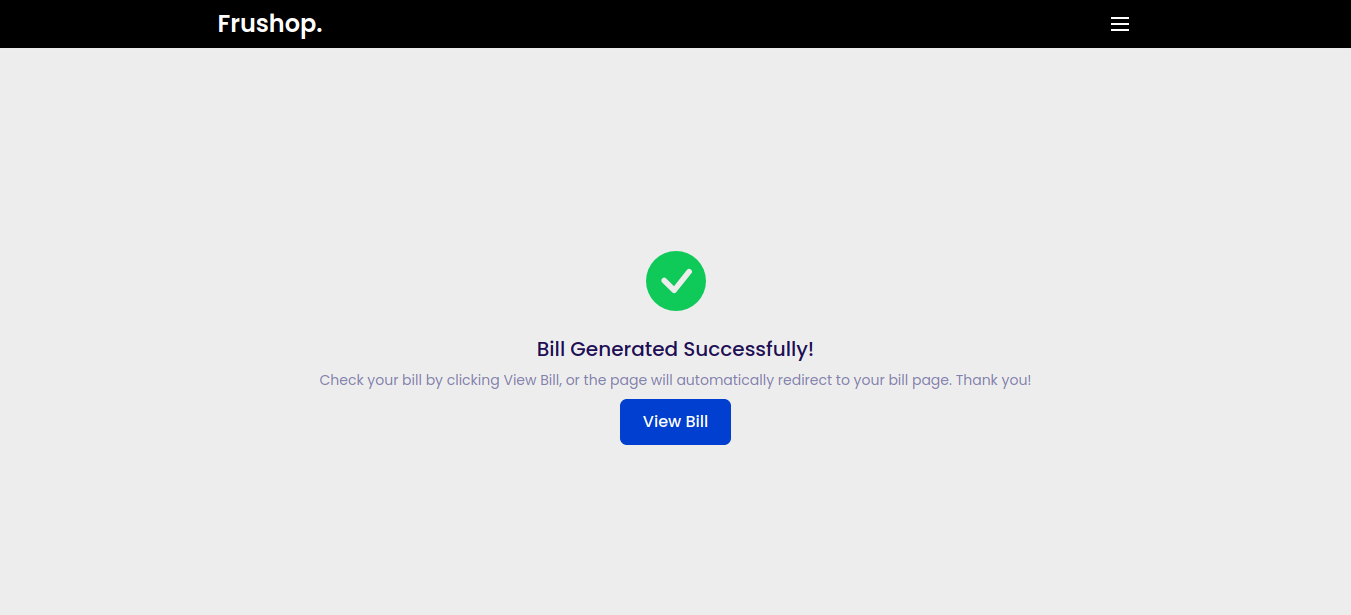 Frushop.
Bill Generated Successfully!
Check your bill by clicking View Bill, or the page will automatically redirect to your bill page. Thank you!
View Bill